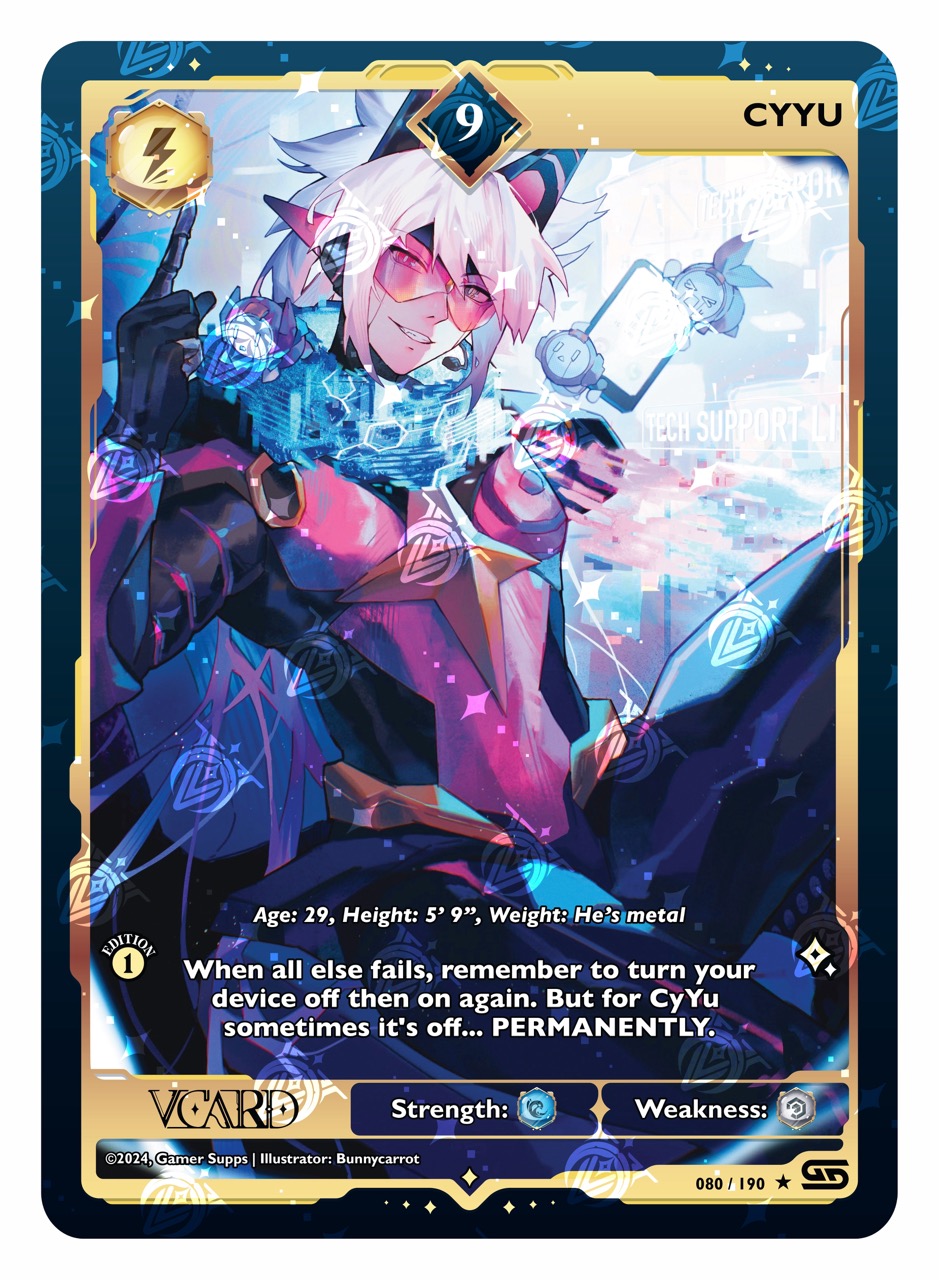 9
CYYU
TECH SUPPORT LI
Age: 29, Height: 5’ 9”, Weight: He’s metal
EDITION
1
When all else fails, remember to turn your
device off then on again. But for CyYu
sometimes it's off... PERMANENTLY.
VCARD
Strength:
Weakness:
©2024, Gamer Supps | Illustrator: Bunnycarrot
080 / 190 ★